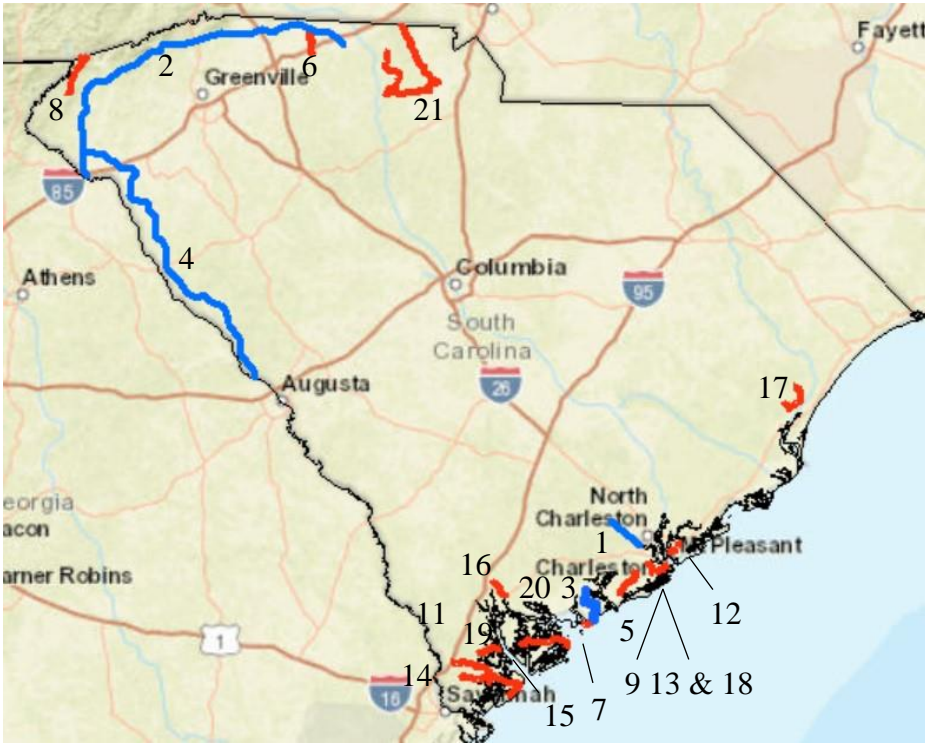 Fayett
2
6
Greenville
8
21
85
4
Athens
Columbia
95
South
Carolina
26
Augusta
17
eorgia
acon
North
Charleston
1
Mt Pleasant
Charleston
arner Robins
16
20
3
12
11
5
1
19
14
9 13 & 18
16
Savannah
15
7